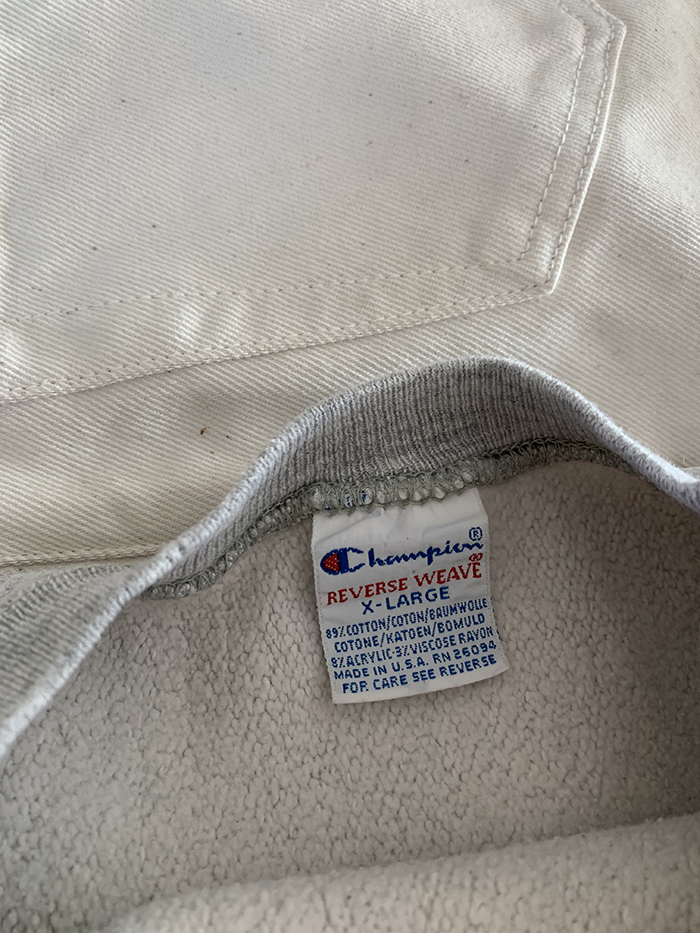 Champion®
REVERSE WEAVE
X-LARGE
89% COTTON/COTON/BAUMWOLLE
COTONE/KATOEN/BOMULD
8% ACRYLIC-3% VISCOSE RAYON
MADE IN U.S.A. RN 26094
FOR CARE SEE REVERSE